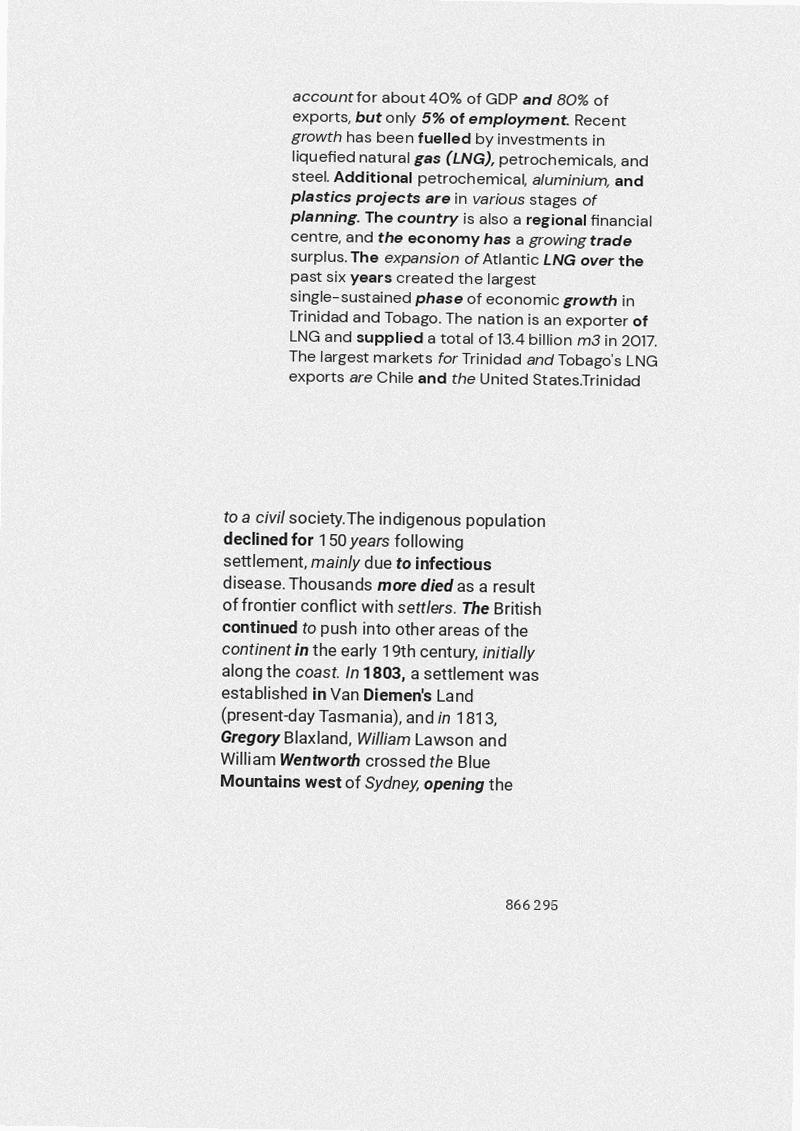 account for about 40% of GDP and 80% of
exports, but only 5% of employment. Recent
growth has been fuelled by investments in
liquefied natural gas (LNG), petrochemicals, and
steel. Additional petrochemical, aluminium, and
plastics projects are in various stages of
planning. The country is also a regional financial
centre, and the economy has a growing trade
surplus. The expansion of Atlantic LNG over the
past six years created the largest
single-sustained phase of economic growth in
Trinidad and Tobago. The nation is an exporter of
LNG and supplied a total of 13.4 billion m3 in 2017.
The largest markets for Trinidad and Tobago's LNG
exports are Chile and the United States.Trinidad
to a civil society.The indigenous population
declined for 150 years following
settlement, mainly due to infectious
disease. Thousands more died as a result
of frontier conflict with settlers. The British
continued to push into other areas of the
continent in the early 19th century, initially
along the coast. In 1803, a settlement was
established in Van Diemen's Land
(present-day Tasmania), and in 1813,
Gregory Blaxland, William Lawson and
William Wentworth crossed the Blue
Mountains west of Sydney, opening the
866 295